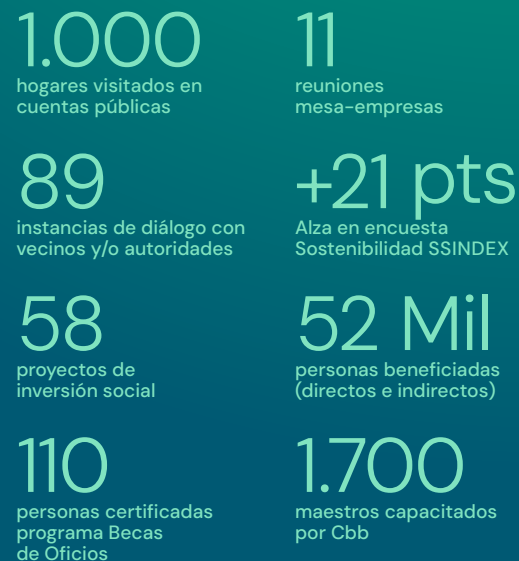 1.000
hogares visitados en
cuentas públicas
11
reuniones
mesa-empresas
89
instancias de diálogo con
vecinos y/o autoridades
+21 pts
Alza en encuesta
Sostenibilidad SSINDEX
58
proyectos de
inversión social
52 Mil
personas beneficiadas
(directos e indirectos)
110
personas certificadas
programa Becas
de Oficios
1.700
maestros capacitados
por Cbb